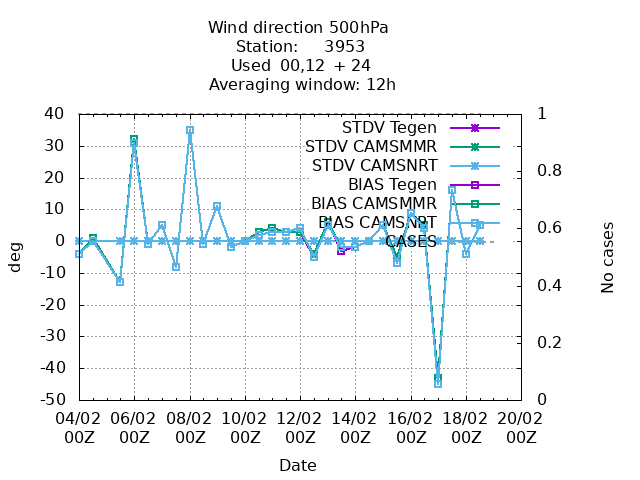 Wind direction 500hPa
Station: 3953
Used 00,12 + 24
Averaging window: 12h
STDV Tegen
STDV CAMSMMR
STDV CAMSNRT
BIAS Tegen
BIAS CAMSMMR
BIAS CAMSNRT
CASES
40
30
20
10
0
-10
-20
-30
-40
-50
deg
1
0.8
0.6
0.4
0.2
0
No cases
04/02 06/02 08/02 10/02 12/02 14/02 16/02 18/02 20/02
00Z 00Z 00Z 00Z 00Z 00Z 00Z 00Z 00Z
Date